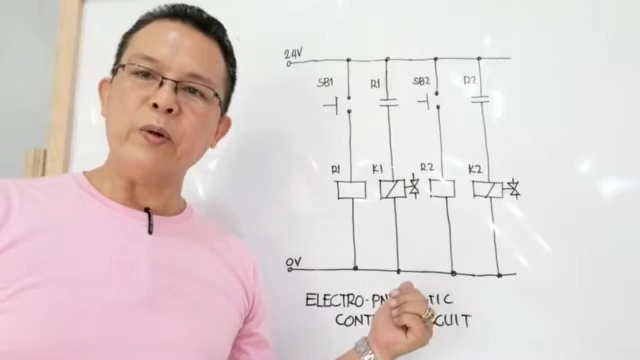 24V
SB1 R1 SB2 R2
R1 K1 R2 K2
0V
ELECTRO-PN TIC
CONT CUIT